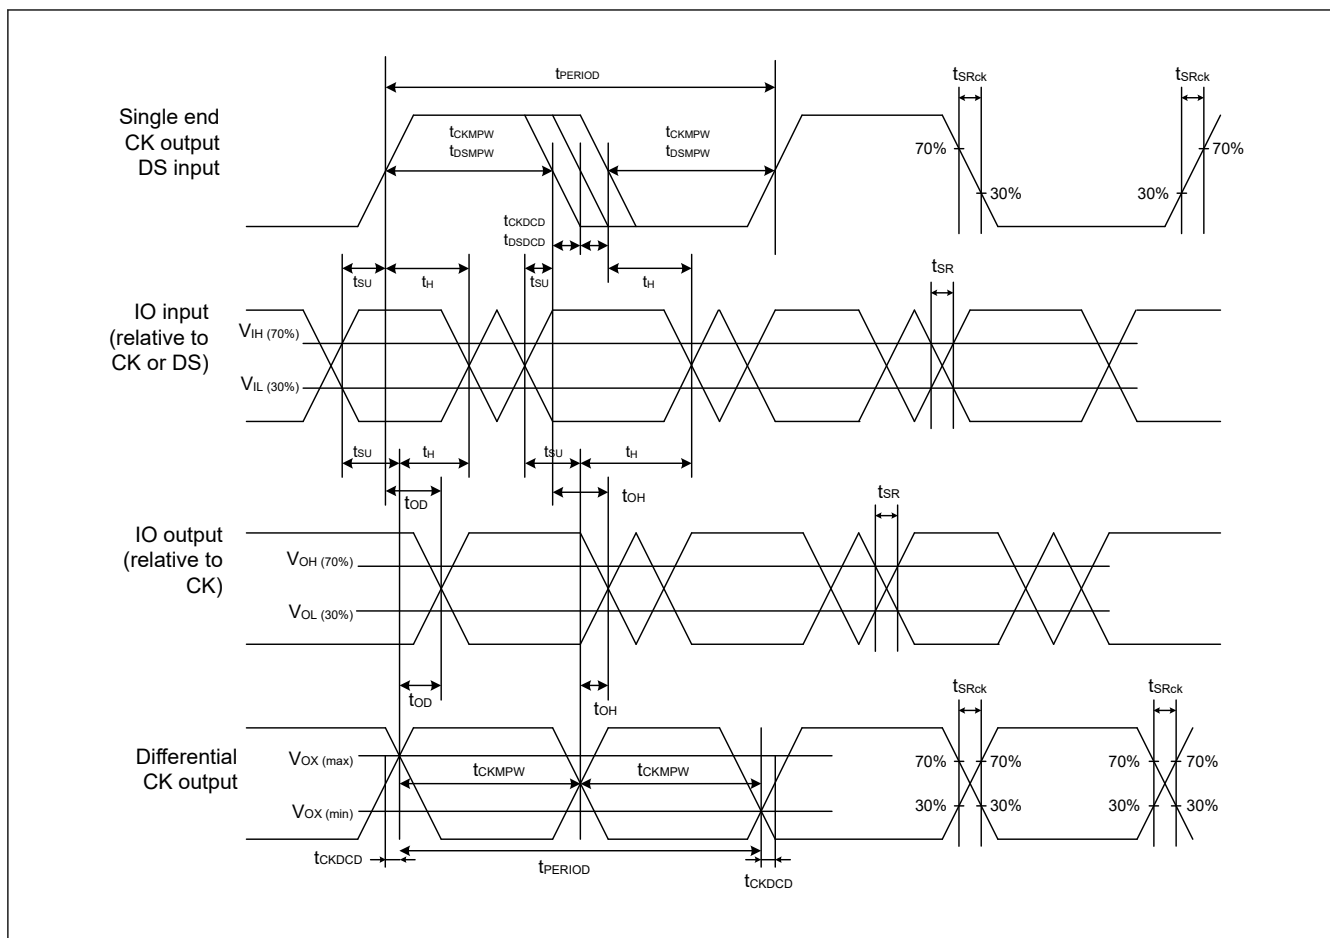 tPERIOD
tSRck
tSRck
Single end
CK output
DS input
tCKMPW
tDSMPW
tCKMPW
tDSMPW
70%
30%
30%
70%
tCKDCD
tDSDCD
tSU
tH
tSU
tH
tSR
IO input
(relative to
CK or DS)
VIH (70%)
VIL (30%)
tSU
tH
tSU
tH
tOD
tOH
tSR
IO output
(relative to
CK)
VOH (70%)
VOL (30%)
tOD
tOH
tSRck
tSRck
Differential
CK output
VOX (max)
VOX (min)
tCKMPW
tCKMPW
70%
70%
70%
70%
30%
30%
30%
30%
tCKDCD
tPERIOD
tCKDCD